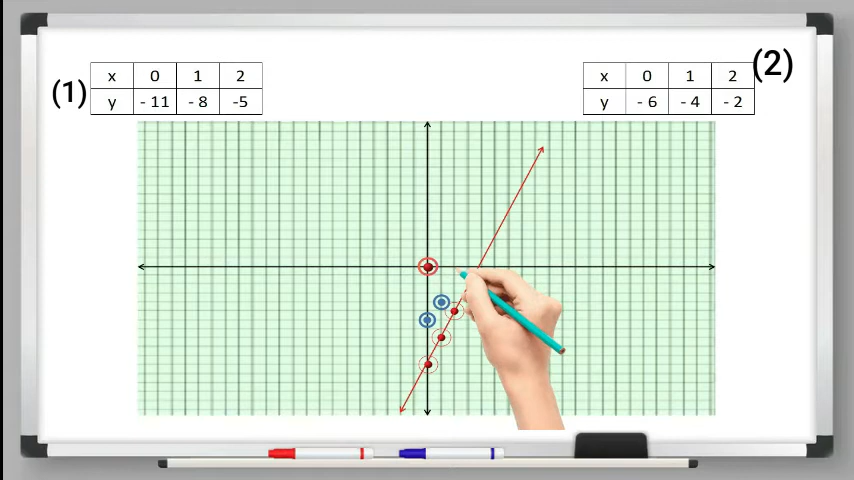 (1)
x 0 1 2
y - 11 - 8 -5
(2)
x 0 1 2
y - 6 - 4 - 2